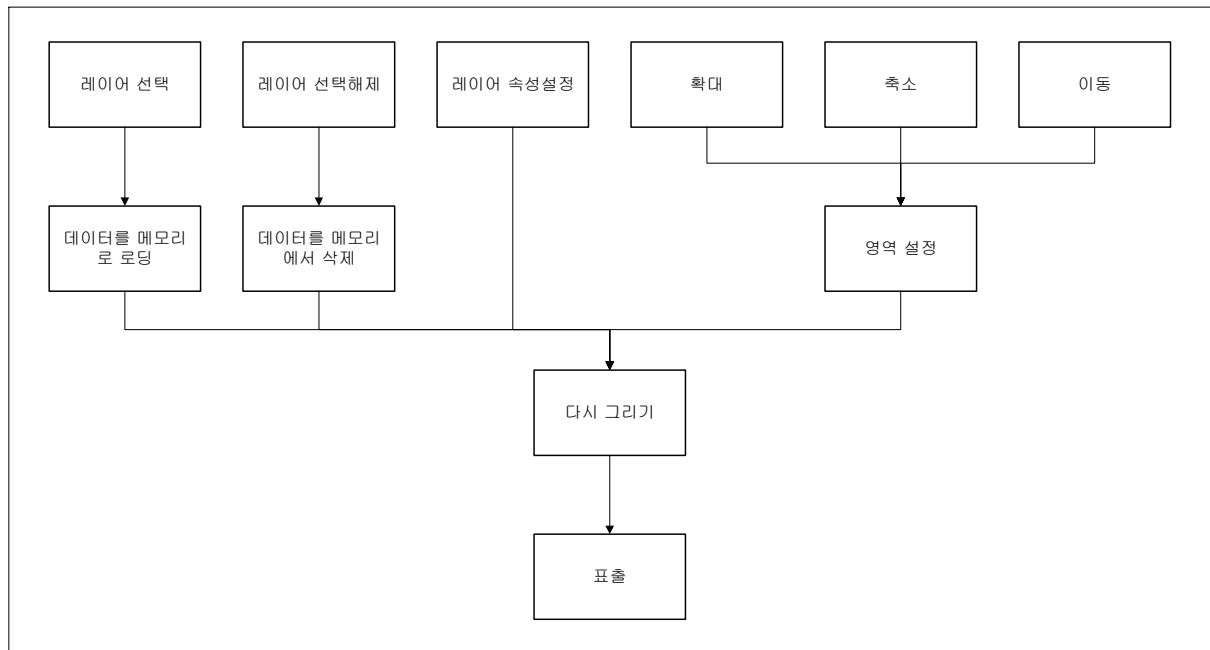 레이어 선택
레이어 선택해제
레이어 속성설정
확대
축소
이동
데이터를 메모리
로 로딩
데이터를 메모리
에서 삭제
영역 설정
다시 그리기
표출